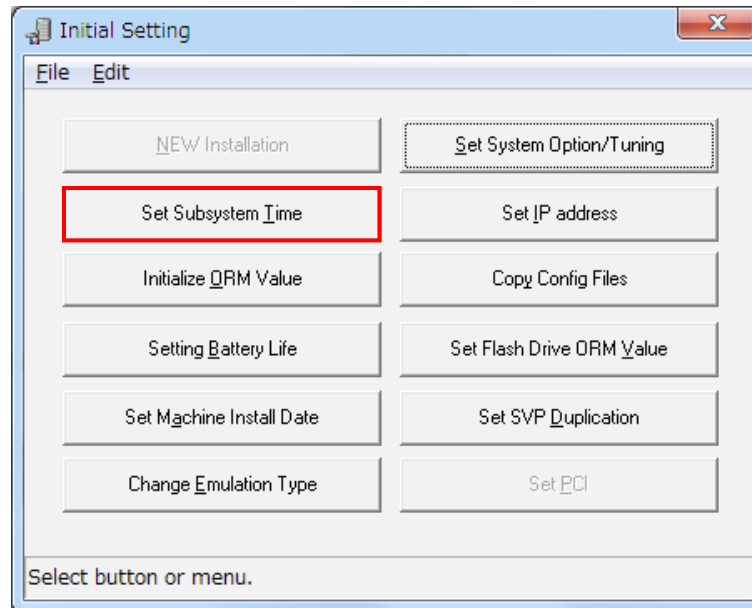 Initial Setting
File Edit
NEW Installation
Set System Option/Tuning
Set Subsystem Time
Set IP address
Initialize ORM Value
Copy Config Files
Setting Battery Life
Set Flash Drive ORM Value
Set Machine Install Date
Set SVP Duplication
Change Emulation Type
Set PCI
Select button or menu.